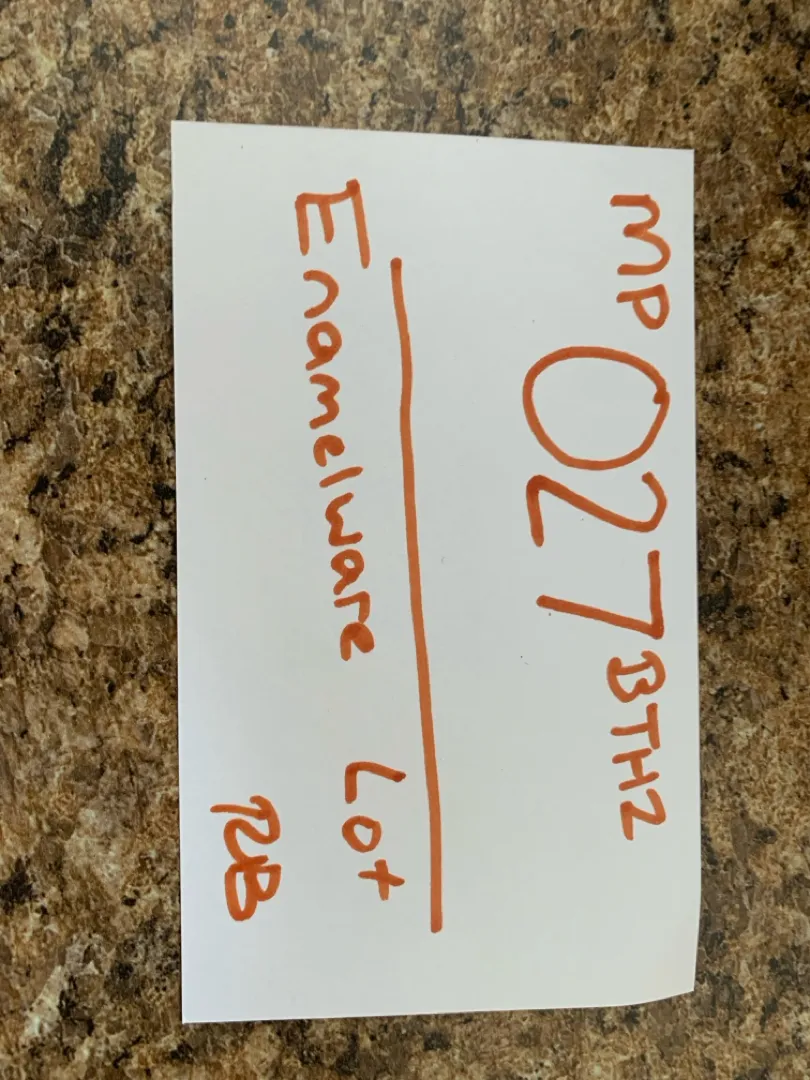 MP 027 BTH2
Enamelware Lot
RB